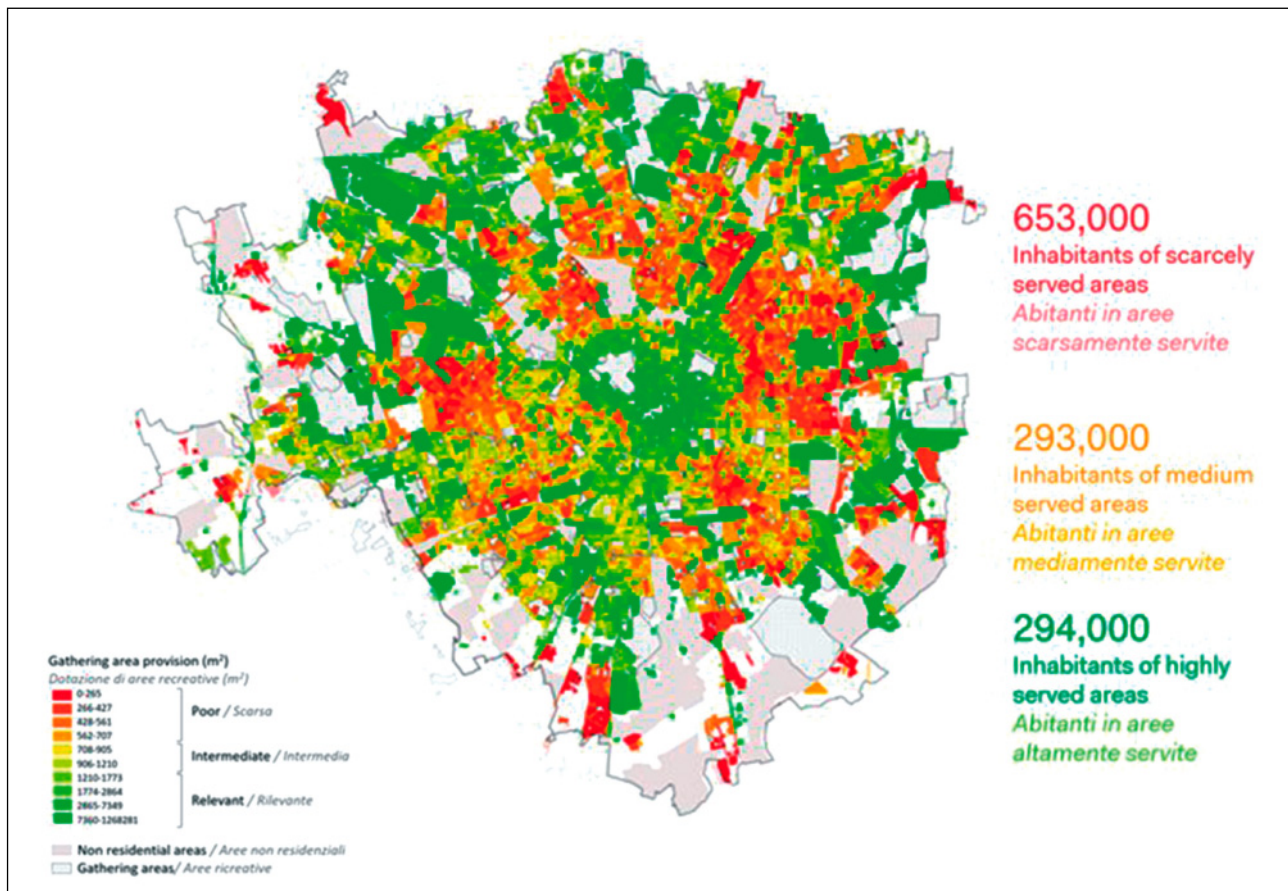 653,000
Inhabitants of scarcely
served areas
Abitanti in aree
scarsamente servite
293,000
Inhabitants of medium
served areas
Abitanti in aree
mediamente servite
294,000
Inhabitants of highly
served areas
Abitanti in aree
altamente servite
Gathering area provision (m²)
Dotazione di aree recreative (m²)
0-265
266-427
428-561
562-707
Poor / Scarsa
708-905
906-1210
Intermediate / Intermedia
1210-1773
1774-2864
2865-7349
7360-1268281
Relevant / Rilevante
Non residential areas / Aree non residenziali
Gathering areas/ Aree ricreative